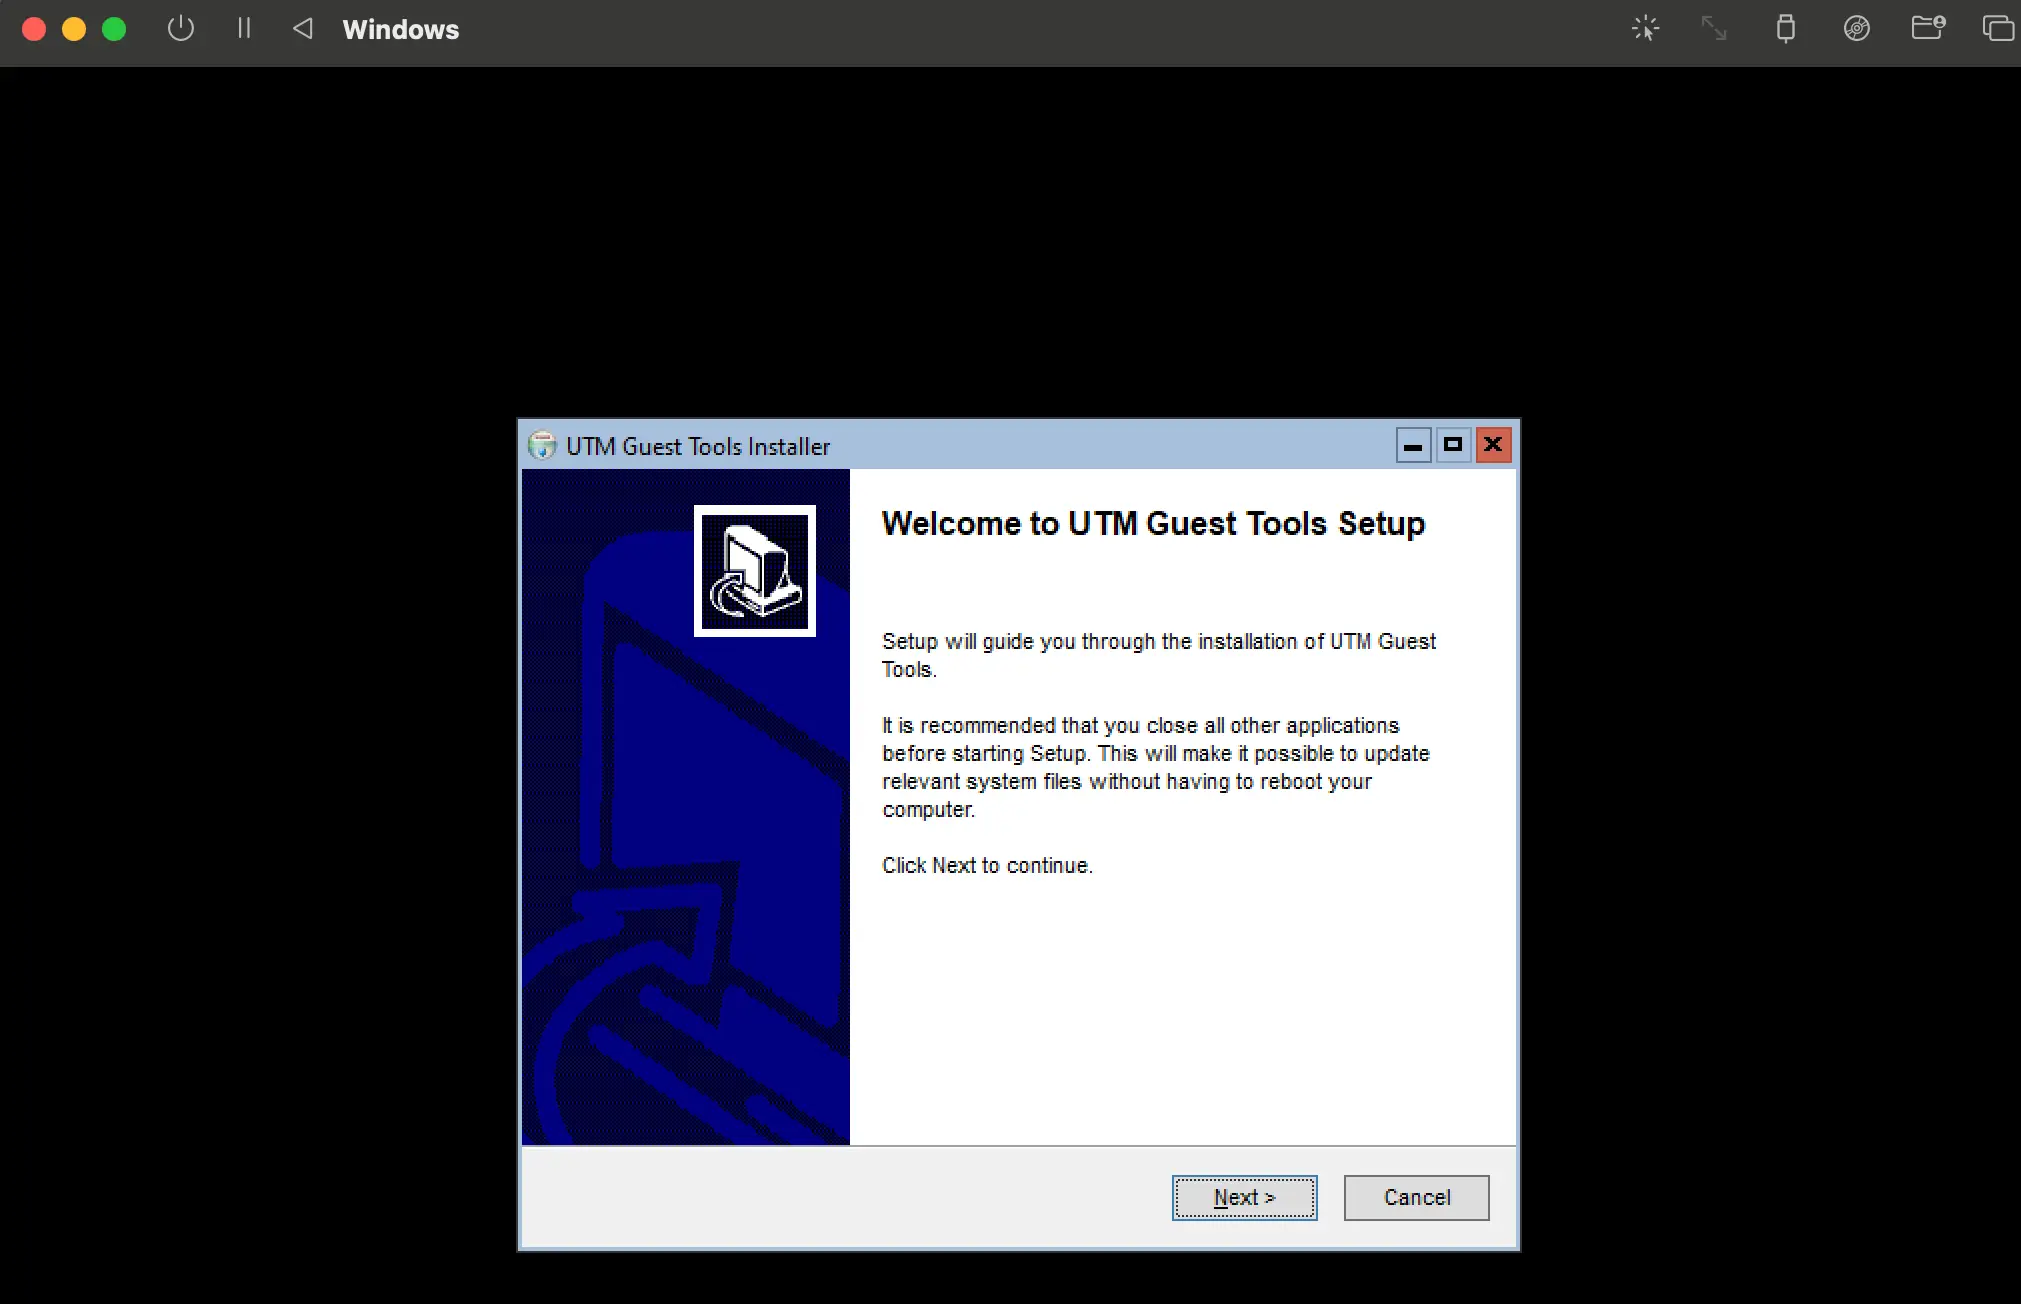 Windows
UTM Guest Tools Installer
Welcome to UTM Guest Tools Setup
Setup will guide you through the installation of UTM Guest
Tools.
It is recommended that you close all other applications
before starting Setup. This will make it possible to update
relevant system files without having to reboot your
computer.
Click Next to continue.
Next >
Cancel